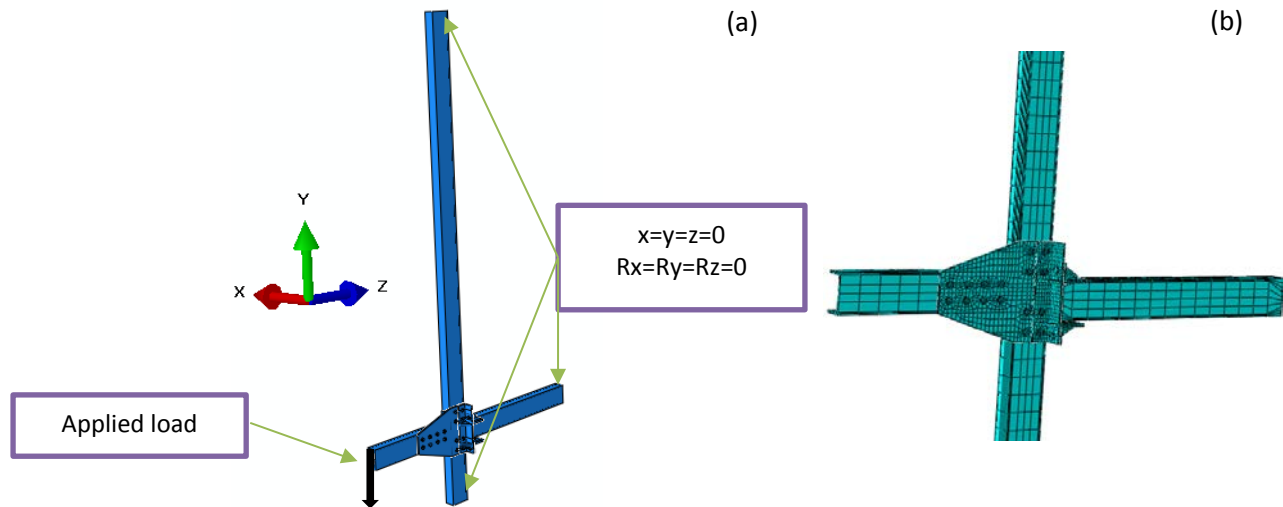 (a)
(b)
Y
X
Z
x=y=z=0
Rx=Ry=Rz=0
Applied load